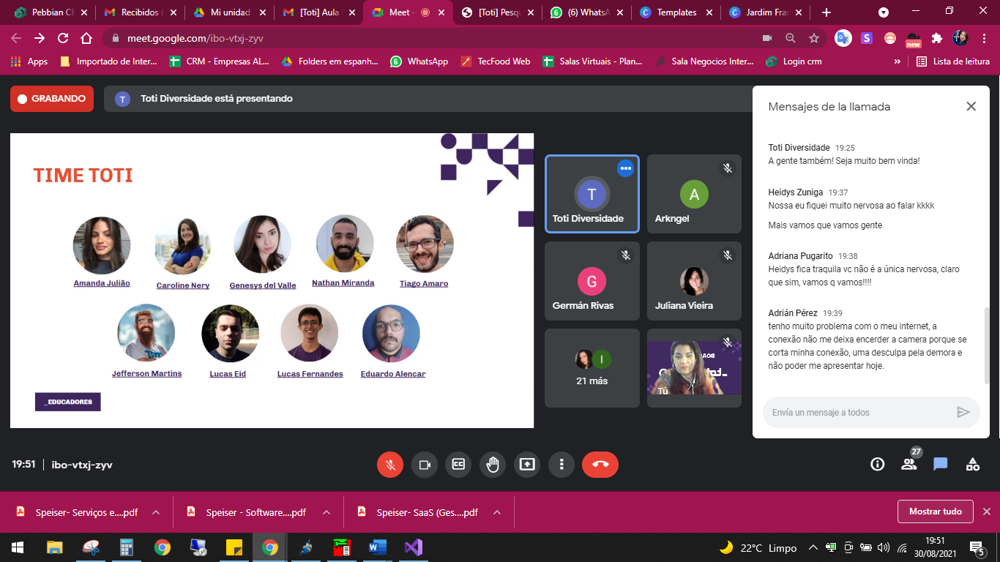 Pebbian CR
Recibidos (
Mi unidad
[Toti] Aula
Meet -
[Toti] Pesq
(6) WhatsA
Templates
Jardim Fras
meet.google.com/ibo-vtxj-zyv
new
Apps
Importado de Inter...
CRM - Empresas AL...
Folders em espanh...
WhatsApp
TecFood Web
Salas Virtuais - Plan...
Sala Negocios Inter...
Login crm
»
Lista de leitura
GRABANDO
T
Toti Diversidade está presentando
TIME TOTI
Amanda Julião
Caroline Nery
Genesys del Valle
Nathan Miranda
Tiago Amaro
Jefferson Martins
Lucas Eid
Lucas Fernandes
Eduardo Alencar
_EDUCADORES
T
Toti Diversidade
A
Arkngel
G
Germán Rivas
Juliana Vieira
I
21 más
Tú
Mensajes de la llamada
Toti Diversidade 19:25
A gente também! Seja muito bem vinda!
Heidys Zuniga 19:37
Nossa eu fiquei muito nervosa ao falar kkkk
Mais vamos que vamos gente
Adriana Pugarito 19:38
Heidys fica traquila vc não é a única nervosa, claro
que sim, vamos q vamos!!!!
Adrián Pérez 19:39
tenho muito problema com o meu internet, a
conexão não me deixa encerder a camera porque se
corta minha conexão, uma desculpa pela demora e
não poder me apresentar hoje.
Envía un mensaje a todos
19:51 | ibo-vtxj-zyv
27
Speiser- Serviços e....pdf
Speiser - Software....pdf
Speiser- SaaS (Ges....pdf
Mostrar tudo
22°C Limpo
19:51
30/08/2021
5